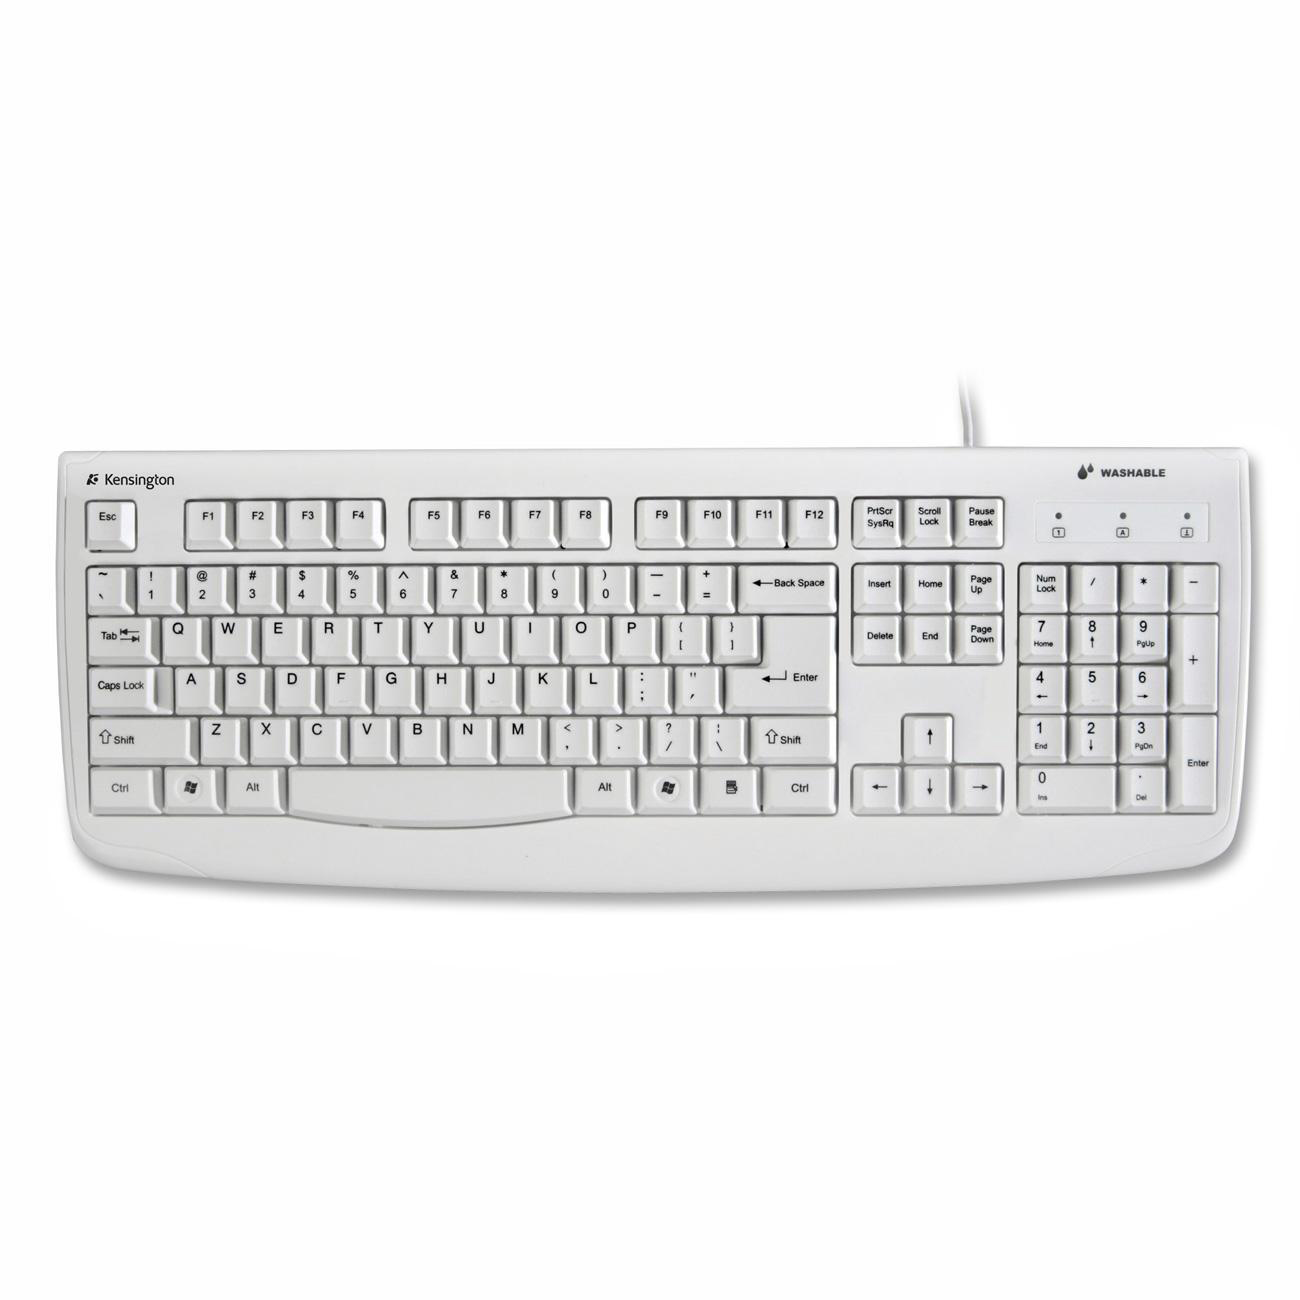 Kensington
WASHABLE
Esc F1 F2 F3 F4 F5 F6 F7 F8 F9 F10 F11 F12 PrtScr SysRq Scroll Lock Pause Break
1 A
~ ! @ # $ % ^ & * ( ) — + Back Space Insert Home Page Up Num Lock / * −
` 1 2 3 4 5 6 7 8 9 0 - =
Tab Q W E R T Y U I O P { } Delete End Page Down 7 8 9 +
[ ] Home ↑ PgUp
Caps Lock A S D F G H J K L : " Enter 4 5 6
; ' ← →
Shift Z X C V B N M < > ? ¦ Shift ↑ 1 2 3 Enter
, . / \ End ↓ PgDn
Ctrl Alt Alt Ctrl ← ↓ → 0 .
Ins Del